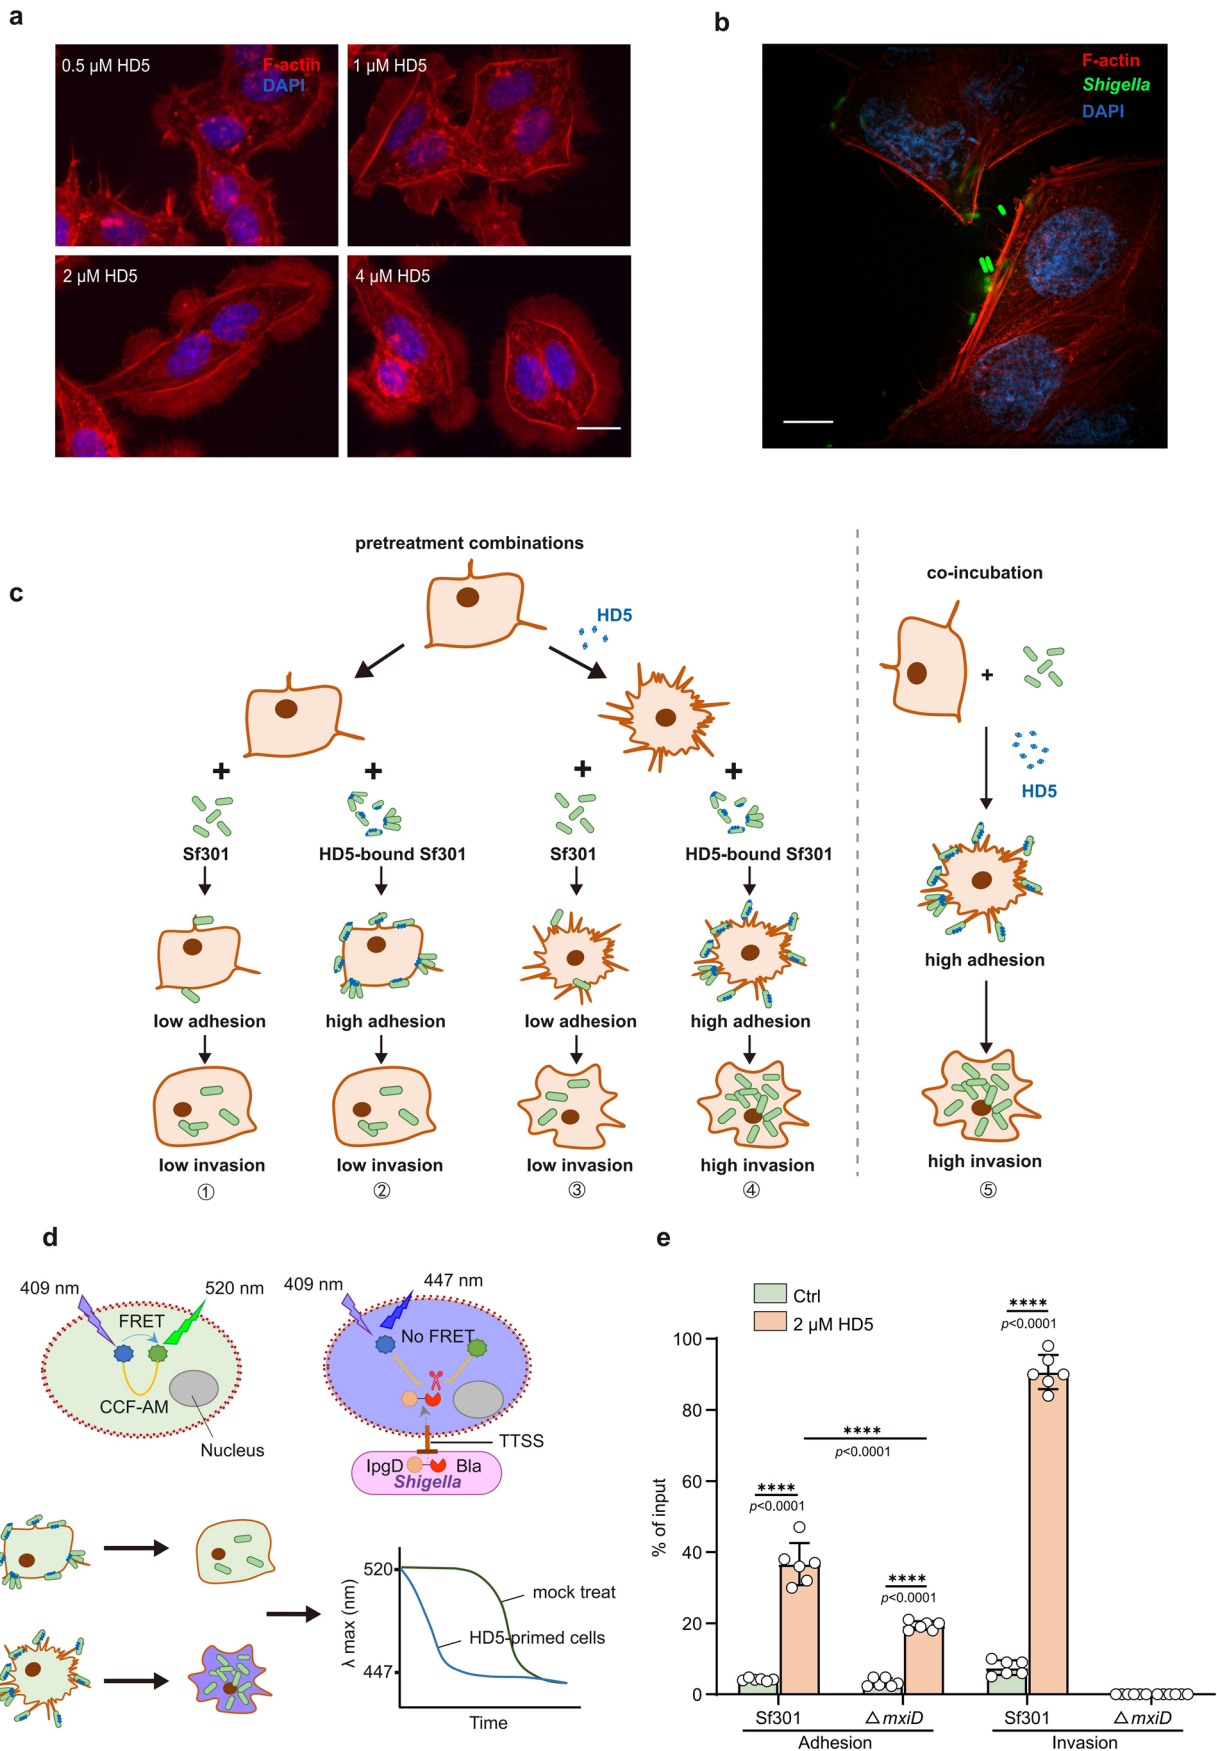 a
0.5 µM HD5
F-actin
DAPI
1 µM HD5
2 µM HD5
4 µM HD5
b
F-actin
Shigella
DAPI
c
pretreatment combinations
HD5
+ + + +
Sf301 HD5-bound Sf301 Sf301 HD5-bound Sf301
low adhesion high adhesion low adhesion high adhesion
low invasion low invasion low invasion high invasion
① ② ③ ④
co-incubation
+
HD5
high adhesion
high invasion
⑤
d
409 nm 520 nm
FRET
CCF-AM
Nucleus
409 nm 447 nm
No FRET
TTSS
IpgD Bla
Shigella
λ max (nm)
520
447
mock treat
HD5-primed cells
Time
e
Ctrl
2 µM HD5
% of input
100
80
60
40
20
0
****
p<0.0001
****
p<0.0001
****
p<0.0001
****
p<0.0001
Sf301 △mxiD Sf301 △mxiD
Adhesion Invasion